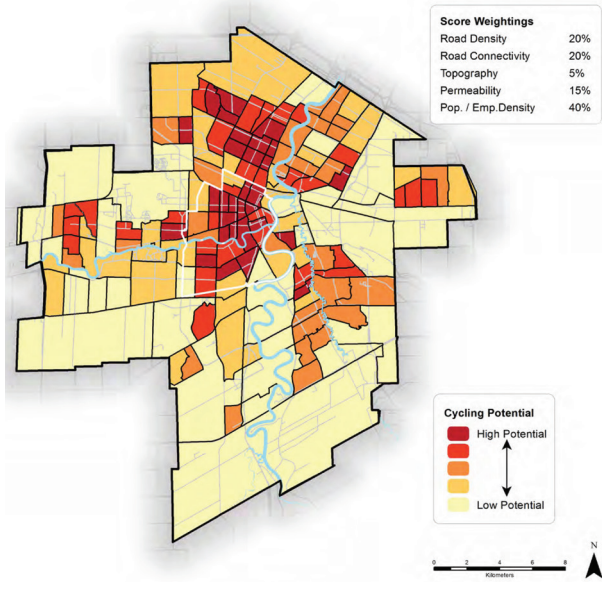 Score Weightings
Road Density 20%
Road Connectivity 20%
Topography 5%
Permeability 15%
Pop. / Emp.Density 40%
Cycling Potential
High Potential
Low Potential
N
0 2 4 6 8
Kilometers